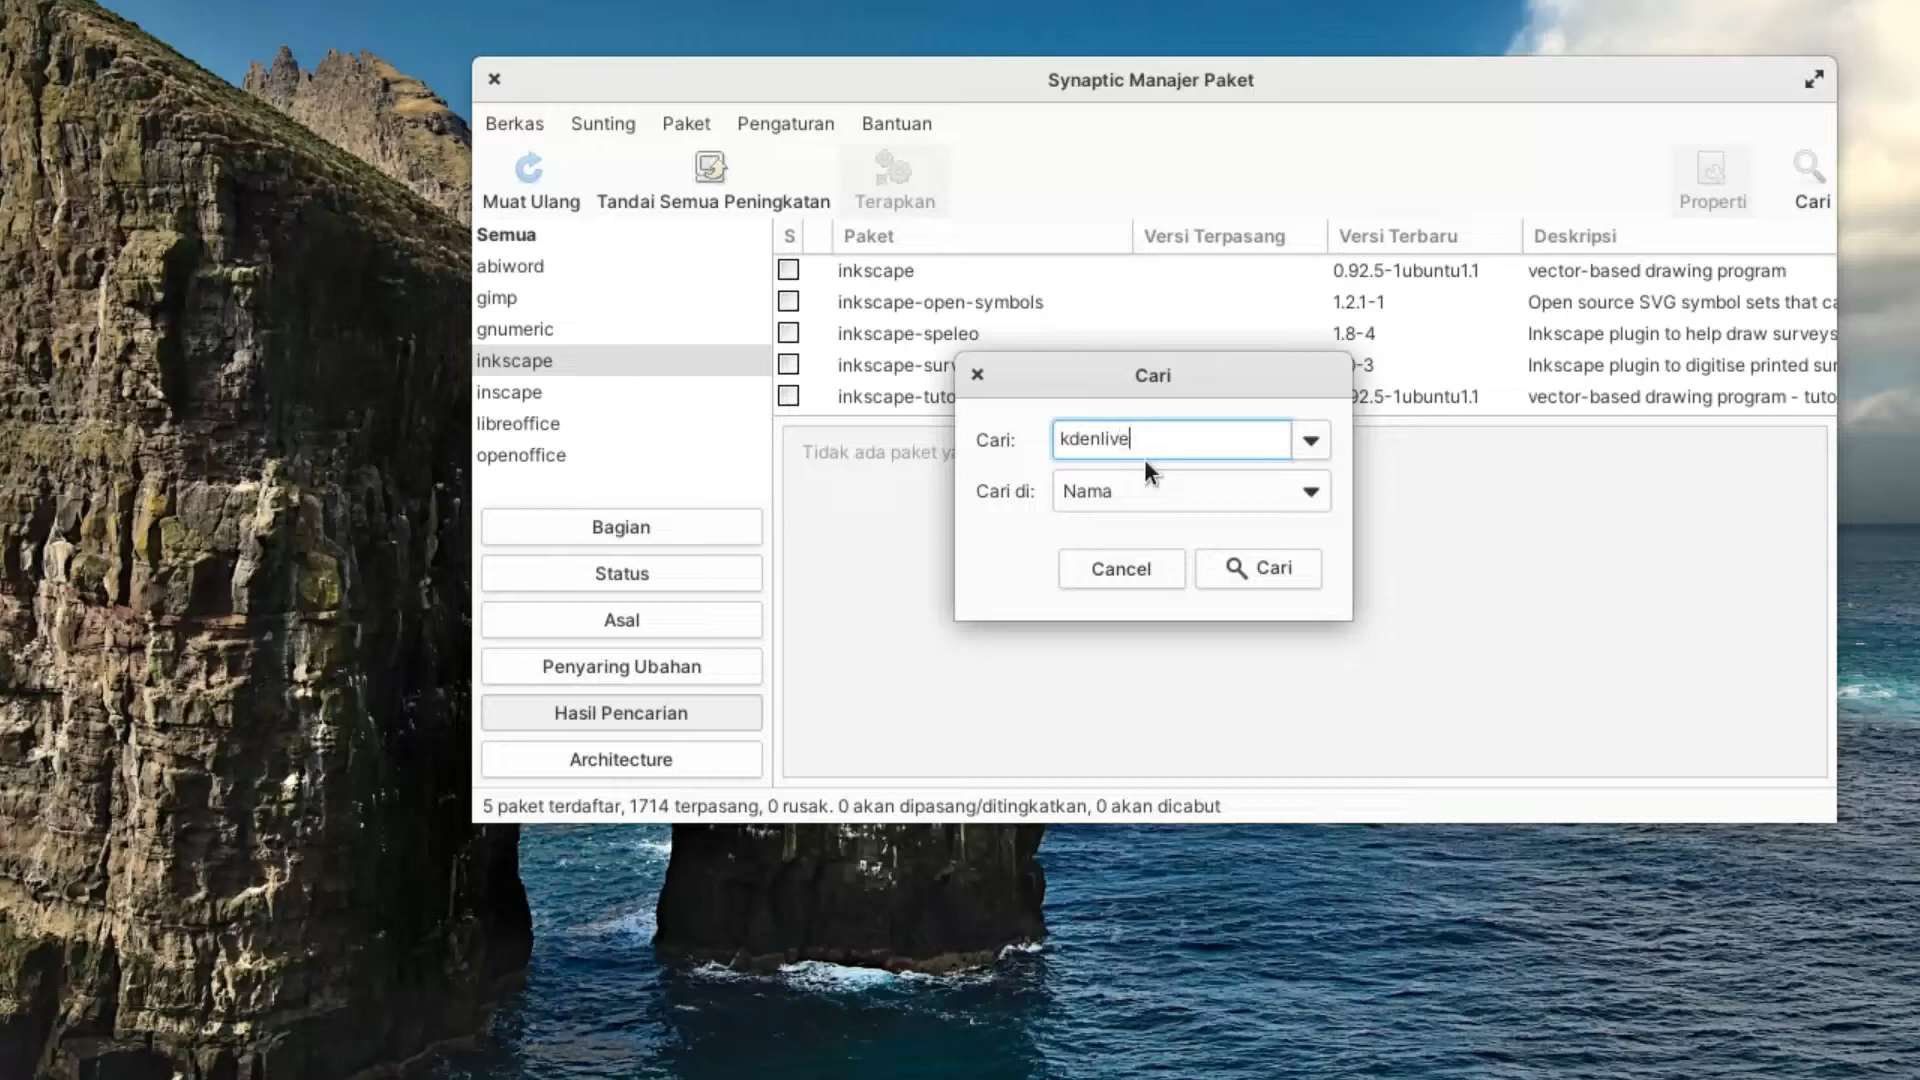 Synaptic Manajer Paket
Berkas Sunting Paket Pengaturan Bantuan
Muat Ulang Tandai Semua Peningkatan Terapkan Properti Cari
Semua
abiword
gimp
gnumeric
inkscape
inscape
libreoffice
openoffice
Bagian
Status
Asal
Penyaring Ubahan
Hasil Pencarian
Architecture
S Paket Versi Terpasang Versi Terbaru Deskripsi
inkscape 0.92.5-1ubuntu1.1 vector-based drawing program
inkscape-open-symbols 1.2.1-1 Open source SVG symbol sets that ca
inkscape-speleo 1.8-4 Inkscape plugin to help draw surveys
inkscape-sur -3 Inkscape plugin to digitise printed sur
inkscape-tuto 92.5-1ubuntu1.1 vector-based drawing program - tuto
Tidak ada paket ya
Cari
Cari: kdenlive
Cari di: Nama
Cancel Cari
5 paket terdaftar, 1714 terpasang, 0 rusak. 0 akan dipasang/ditingkatkan, 0 akan dicabut